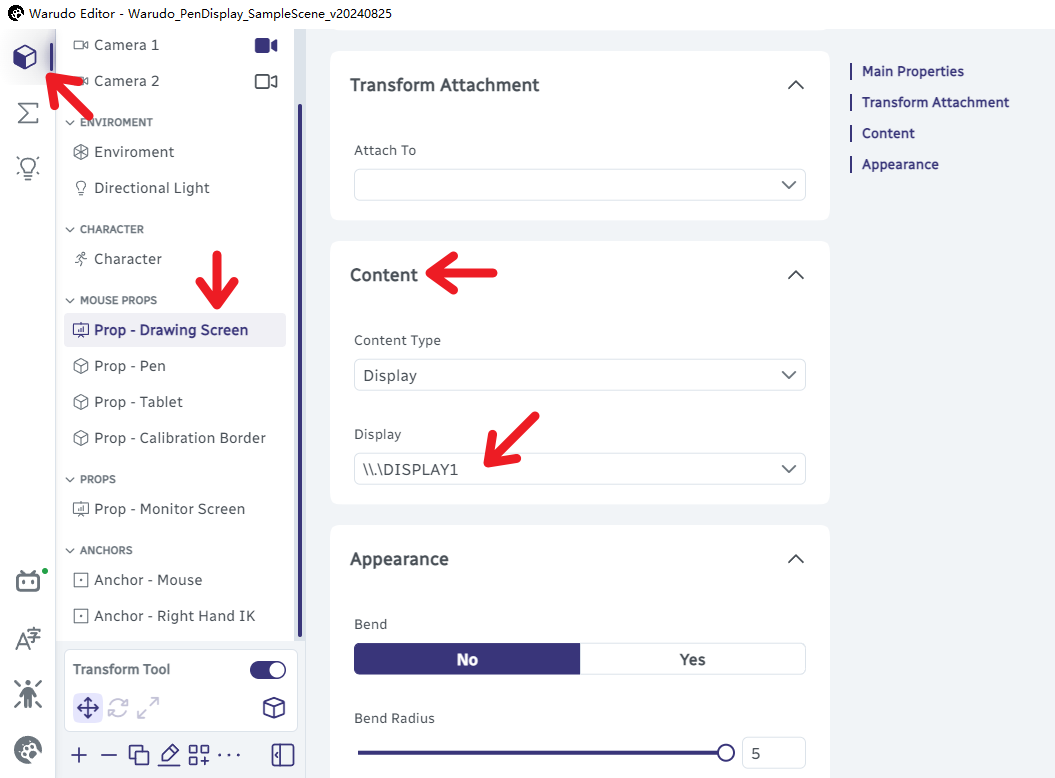 Warudo Editor - Warudo_PenDisplay_SampleScene_v20240825
Camera 1
Camera 2
ENVIROMENT
Enviroment
Directional Light
CHARACTER
Character
MOUSE PROPS
Prop - Drawing Screen
Prop - Pen
Prop - Tablet
Prop - Calibration Border
PROPS
Prop - Monitor Screen
ANCHORS
Anchor - Mouse
Anchor - Right Hand IK
Transform Tool
Transform Attachment
Attach To
Content
Content Type
Display
Display
\\.\DISPLAY1
Appearance
Bend
No Yes
Bend Radius
5
Main Properties
Transform Attachment
Content
Appearance